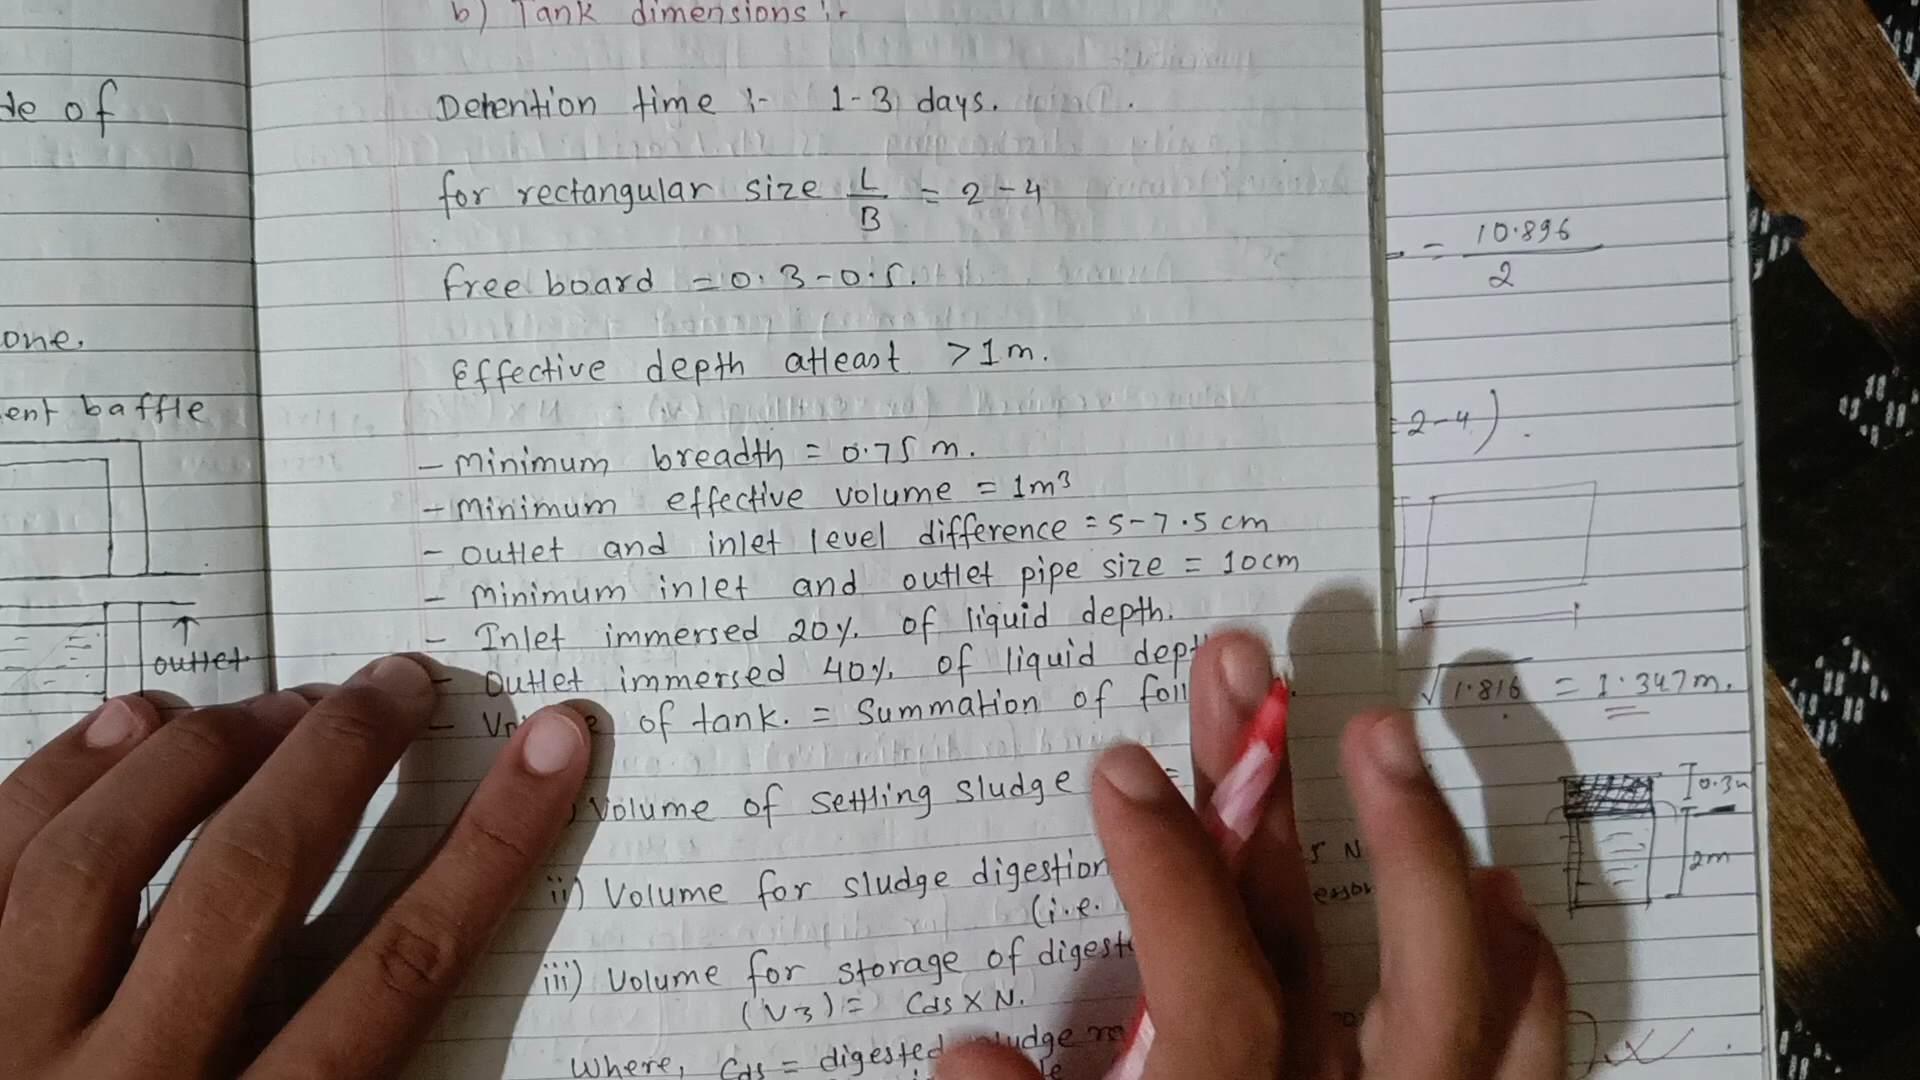 b) Tank dimensions :-
Detention time :- 1-3 days.
for rectangular size L/B = 2-4
free board = 0.3-0.5.
Effective depth atleast >1m.
- minimum breadth = 0.75 m.
- minimum effective volume = 1m³
- outlet and inlet level difference = 5-7.5 cm
- minimum inlet and outlet pipe size = 10cm
- Inlet immersed 20% of liquid depth.
- Outlet immersed 40% of liquid
- of tank. = Summation of
Volume of settling sludge =
ii) Volume for sludge digestion
(i.e.
iii) Volume for storage of
(V3) = Cds X N.
Where, Cds = digested
de of
one.
baffle
outlet
= 10.896/2
= 2-4).
√1.816 = 1.347m.
2m